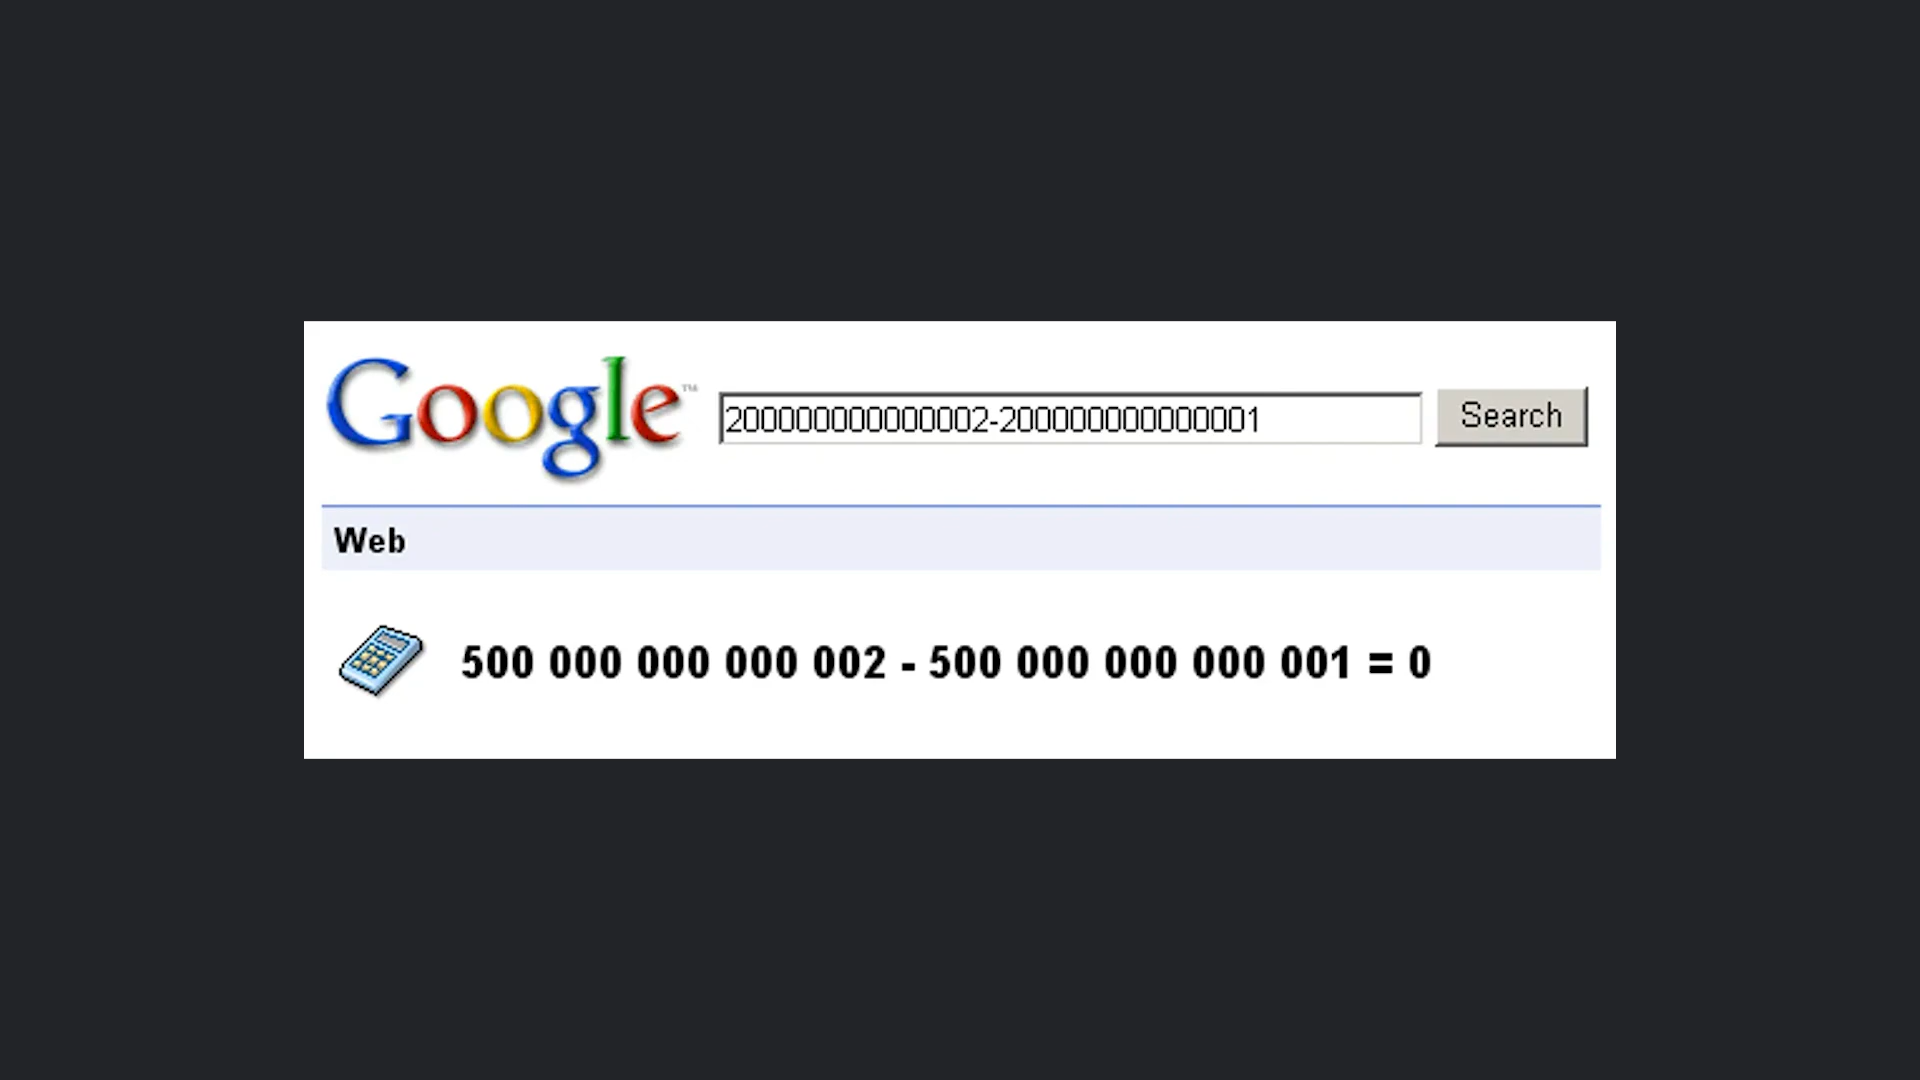 Google™
200000000000002-200000000000001
Search
Web
500 000 000 000 002 - 500 000 000 000 001 = 0